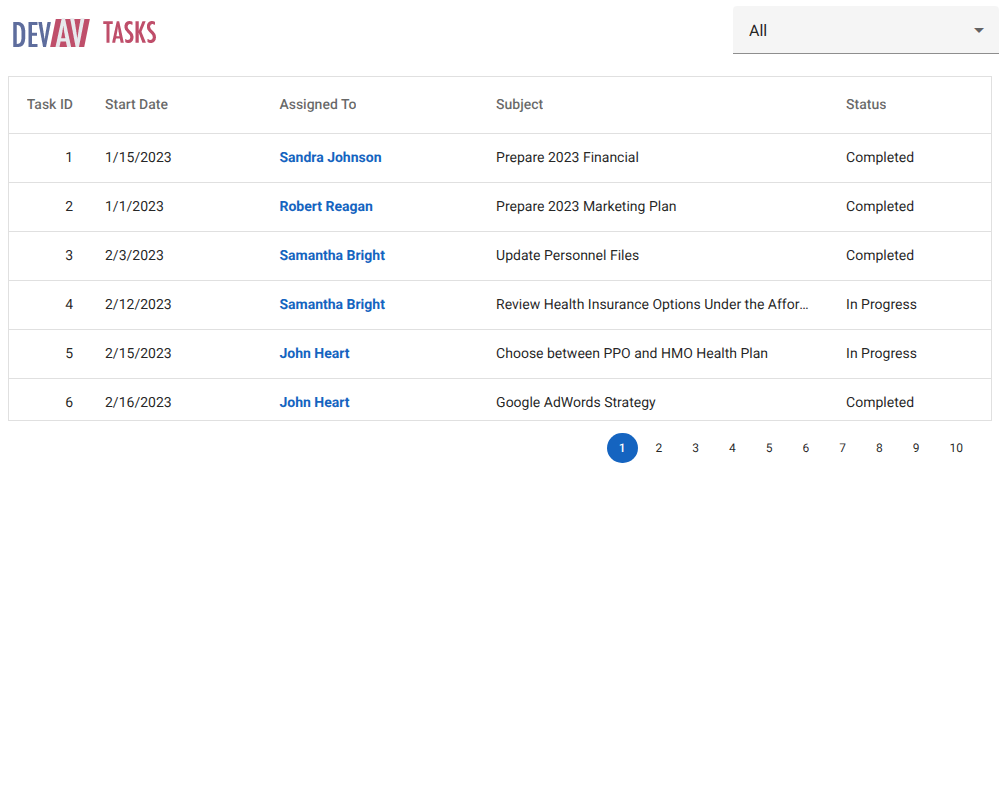 DEVAV TASKS
All
Task ID Start Date Assigned To Subject Status
1 1/15/2023 Sandra Johnson Prepare 2023 Financial Completed
2 1/1/2023 Robert Reagan Prepare 2023 Marketing Plan Completed
3 2/3/2023 Samantha Bright Update Personnel Files Completed
4 2/12/2023 Samantha Bright Review Health Insurance Options Under the Affor... In Progress
5 2/15/2023 John Heart Choose between PPO and HMO Health Plan In Progress
6 2/16/2023 John Heart Google AdWords Strategy Completed
1 2 3 4 5 6 7 8 9 10